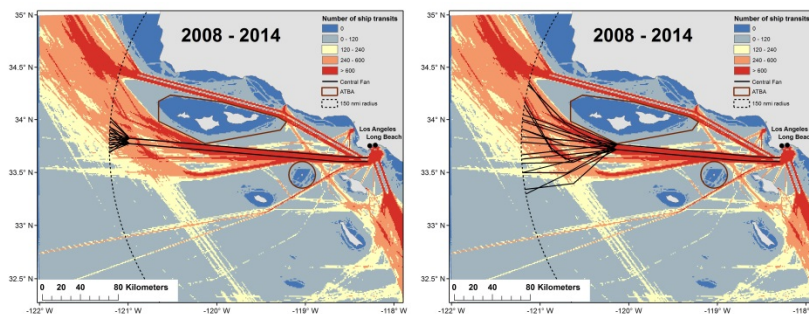 35° N
34.5° N
34° N
33.5° N
33° N
32.5° N
2008 - 2014
Number of ship transits
0
0 - 120
120 - 240
240 - 600
> 600
Central Fan
ATBA
150 nmi radius
Los Angeles
Long Beach
0 20 40 80 Kilometers
-122° W
-121° W
-120° W
-119° W
-118° W
35° N
34.5° N
34° N
33.5° N
33° N
32.5° N
2008 - 2014
Number of ship transits
0
0 - 120
120 - 240
240 - 600
> 600
Central Fan
ATBA
150 nmi radius
Los Angeles
Long Beach
0 20 40 80 Kilometers
-122° W
-121° W
-120° W
-119° W
-118° W